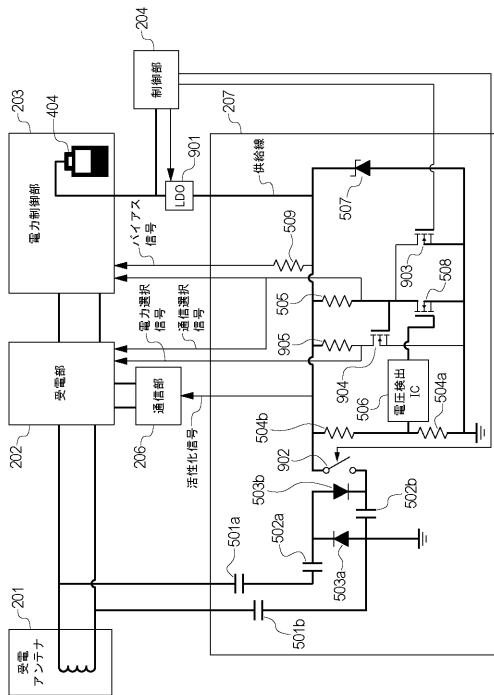 201
受電
アンテナ
202
受電部
203
電力制御部
404
204
制御部
206
通信部
207
バイアス
信号
電力選択
信号
通信選択
信号
活性化信号
LDO
901
供給線
509
505
905
504b
902
503b
501a
502a
501b
503a
502b
506
電圧検出
IC
504a
904
508
903
507